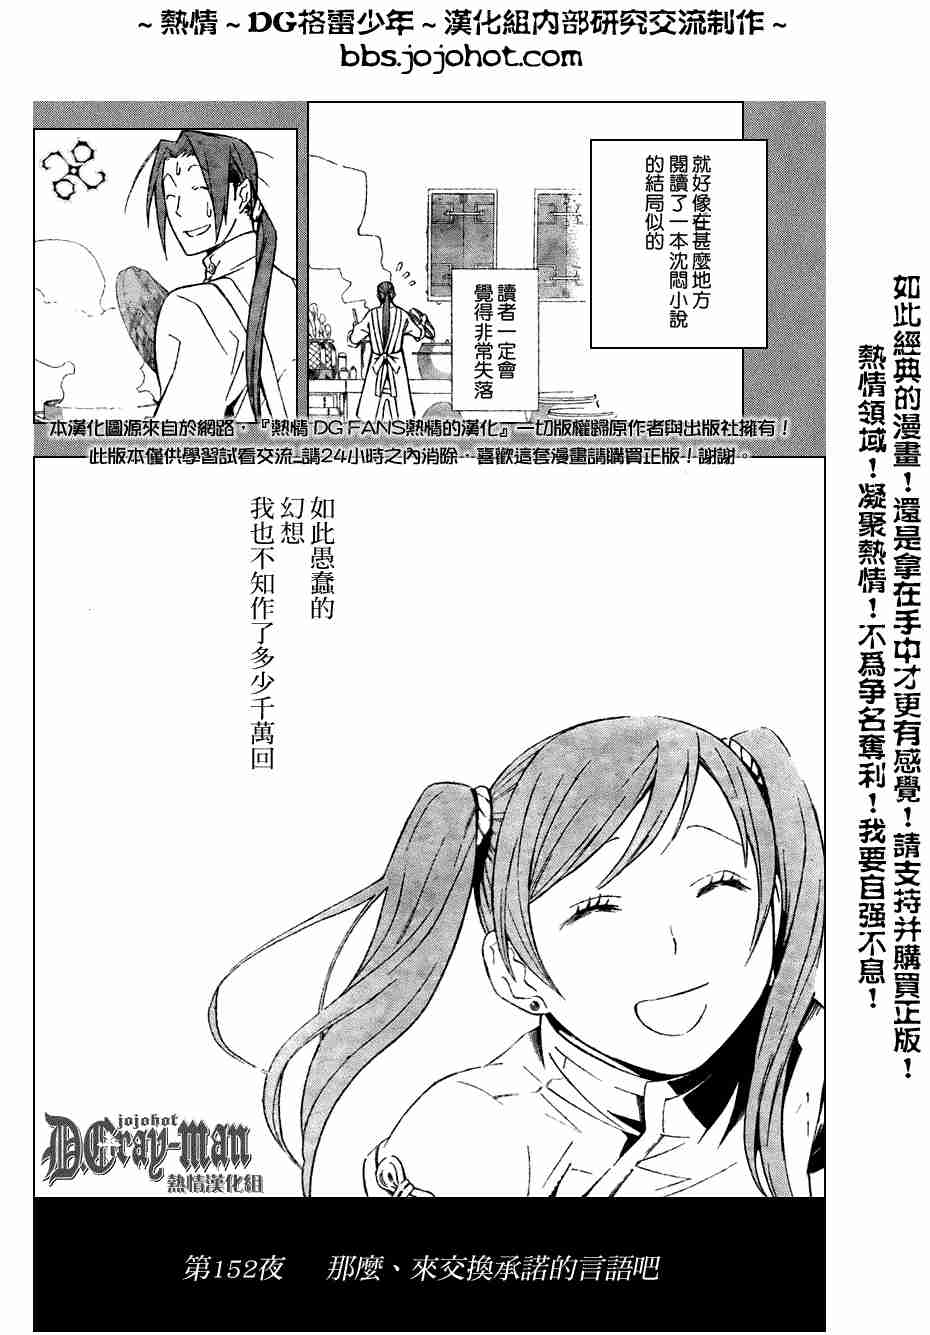 ~熱情~DG格雷少年~漢化組內部研究交流制作~
bbs.jojohot.com
就好像在甚麼地方
閱讀了一本沈悶小說
的結局似的
讀者一定會
覺得非常失落
本漢化圖源來自於網路．『熱情 DG FANS熱情的漢化』一切版權歸原作者與出版社擁有！
此版本僅供學習試看交流_請24小時之內消除．喜歡這套漫畫請購買正版！謝謝。
如此愚蠢的
幻想
我也不知作了多少千萬回
如此經典的漫畫！還是拿在手中才更有感覺！請支持并購買正版！
熱情領域！凝聚熱情！不爲争名奪利！我要自强不息！
jojohot
D.Gray-man
熱情漢化組
第152夜 那麼、來交換承諾的言語吧